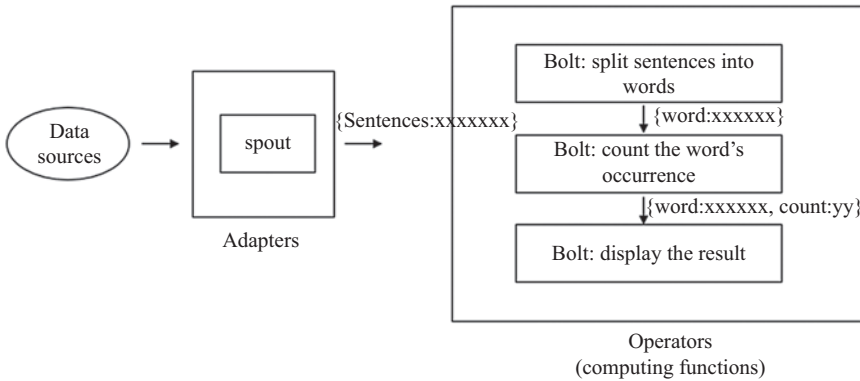 Data
sources
spout
Adapters
{Sentences:xxxxxxx}
Bolt: split sentences into
words
{word:xxxxxx}
Bolt: count the word’s
occurrence
{word:xxxxxx, count:yy}
Bolt: display the result
Operators
(computing functions)